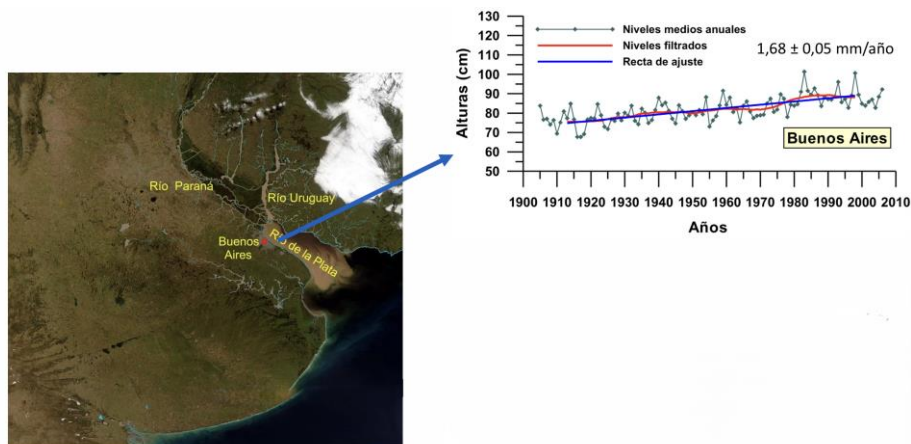 Río Paraná
Río Uruguay
Buenos
Aires
Río de la Plata
130
120
110
100
90
80
70
60
50
Alturas (cm)
Niveles medios anuales
Niveles filtrados
Recta de ajuste
1,68 ± 0,05 mm/año
Buenos Aires
1900 1910 1920 1930 1940 1950 1960 1970 1980 1990 2000 2010
Años